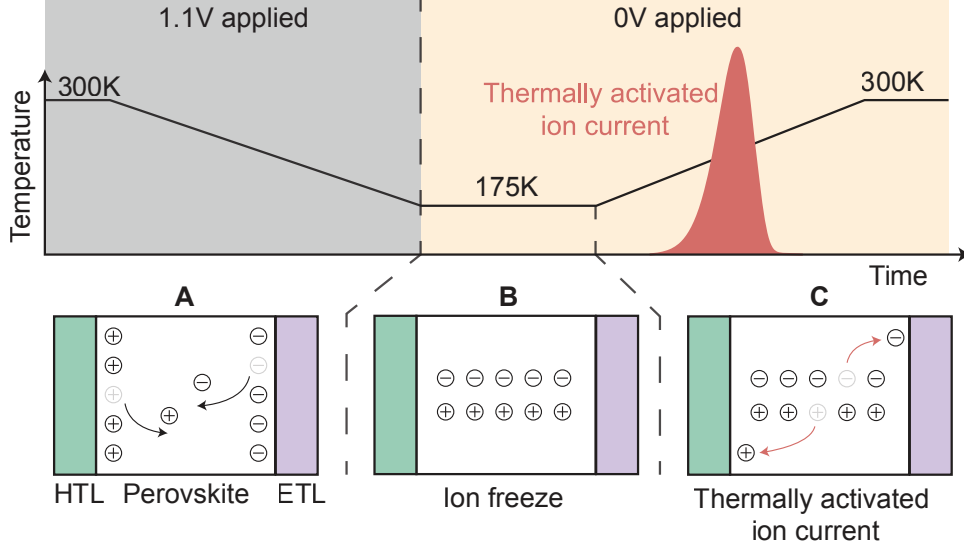 1.1V applied
0V applied
Temperature
300K
175K
Thermally activated
ion current
300K
Time
A
B
C
HTL
Perovskite
ETL
Ion freeze
Thermally activated
ion current